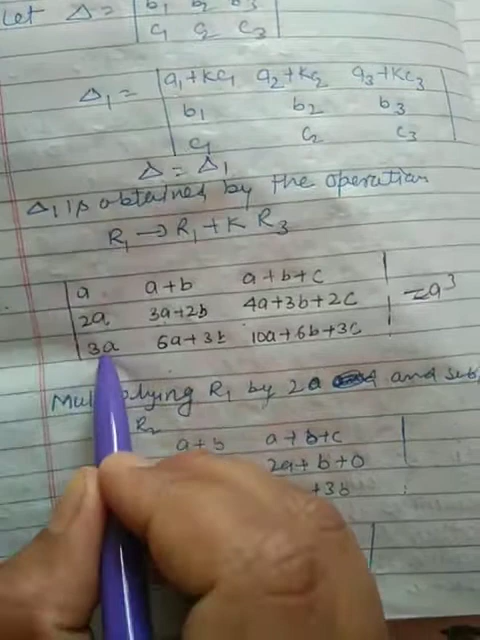 Let Δ = | b1 b2 b3
c1 c2 c3 |
Δ1 = | a1+KC1 a2+KC2 a3+KC3 |
| b1 b2 b3 |
| c1 c2 c3 |
Δ = Δ1
Δ1 is obtained by the operation
R1 → R1 + K R3
| a a+b a+b+c |
| 2a 3a+2b 4a+3b+2c | = a³
| 3a 6a+3b 10a+6b+3c |
Multiplying R1 by 2 and
R2
a+b a+b+c |
2a+b+0
+3b